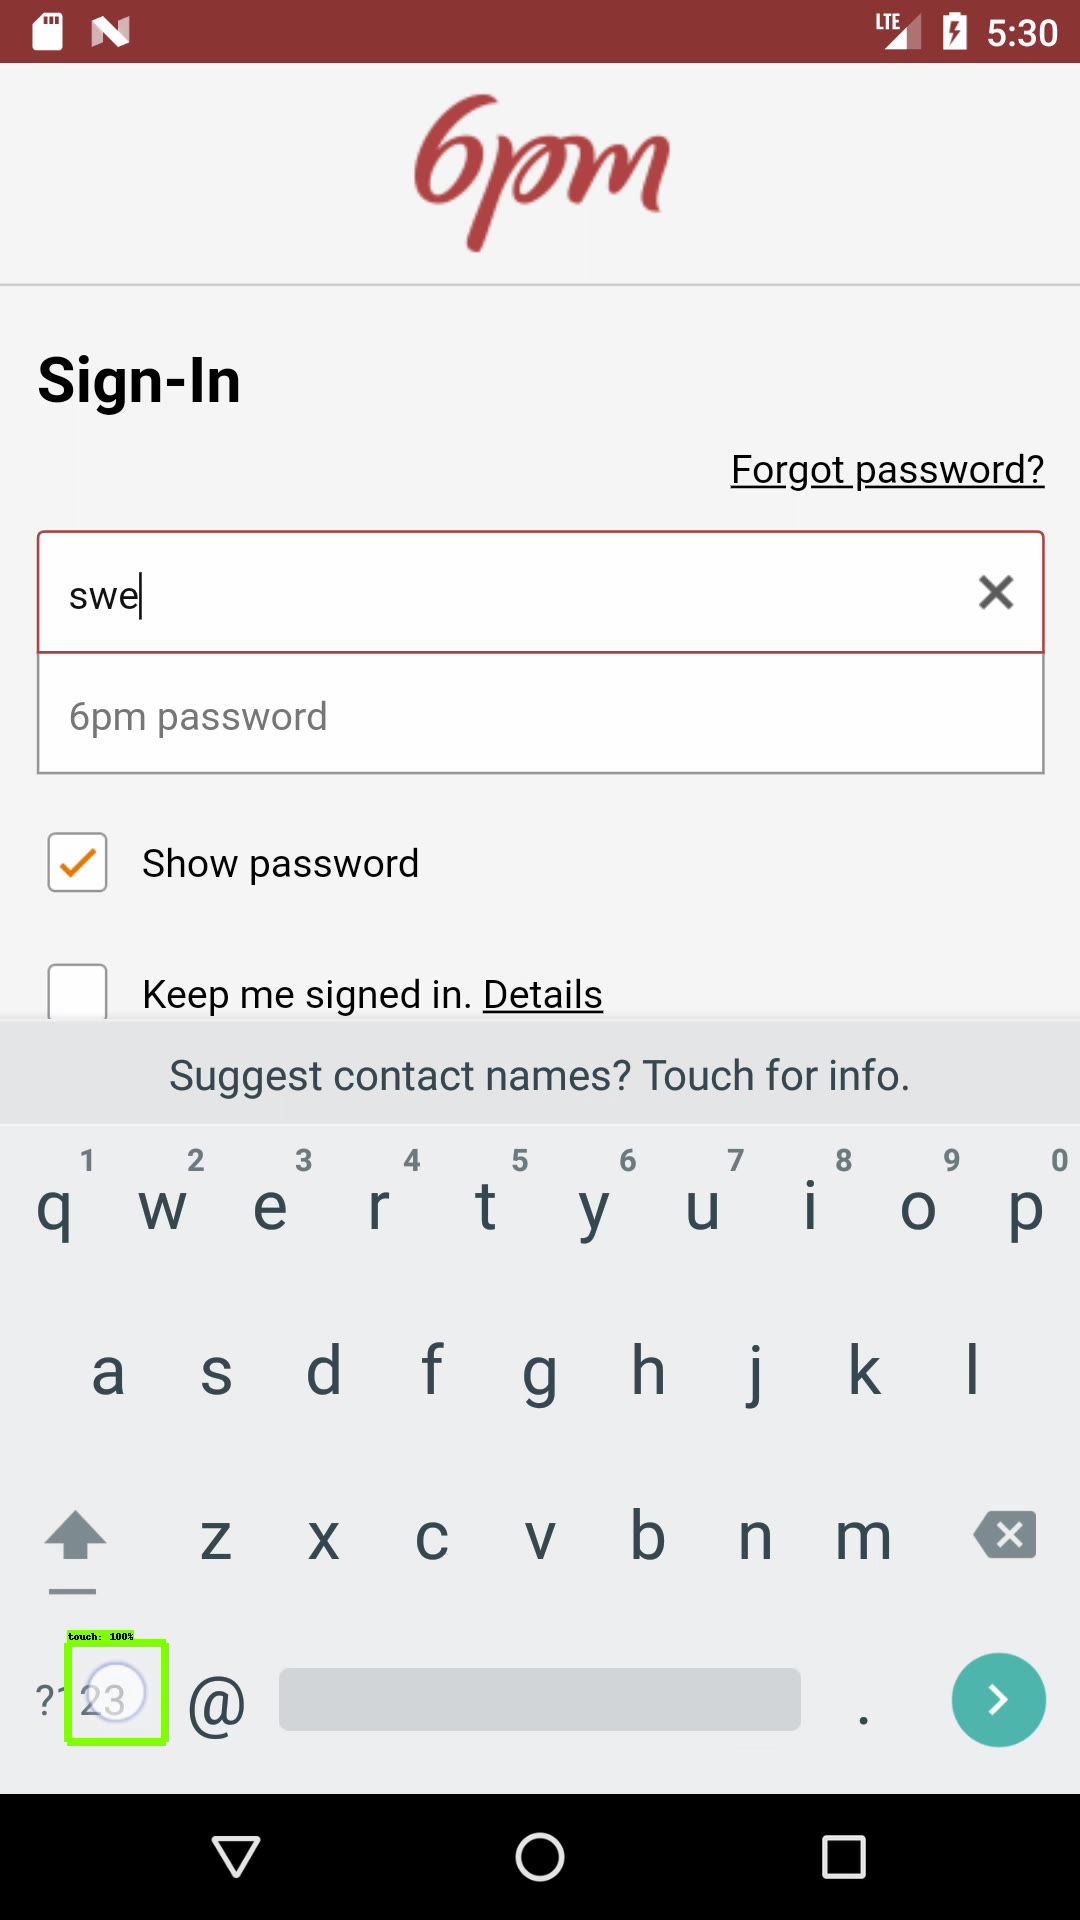 LTE 5:30
6pm
Sign-In
Forgot password?
swe
6pm password
Show password
Keep me signed in. Details
Suggest contact names? Touch for info.
1 2 3 4 5 6 7 8 9 0
q w e r t y u i o p
a s d f g h j k l
z x c v b n m
touch: 100%
?123 @ .